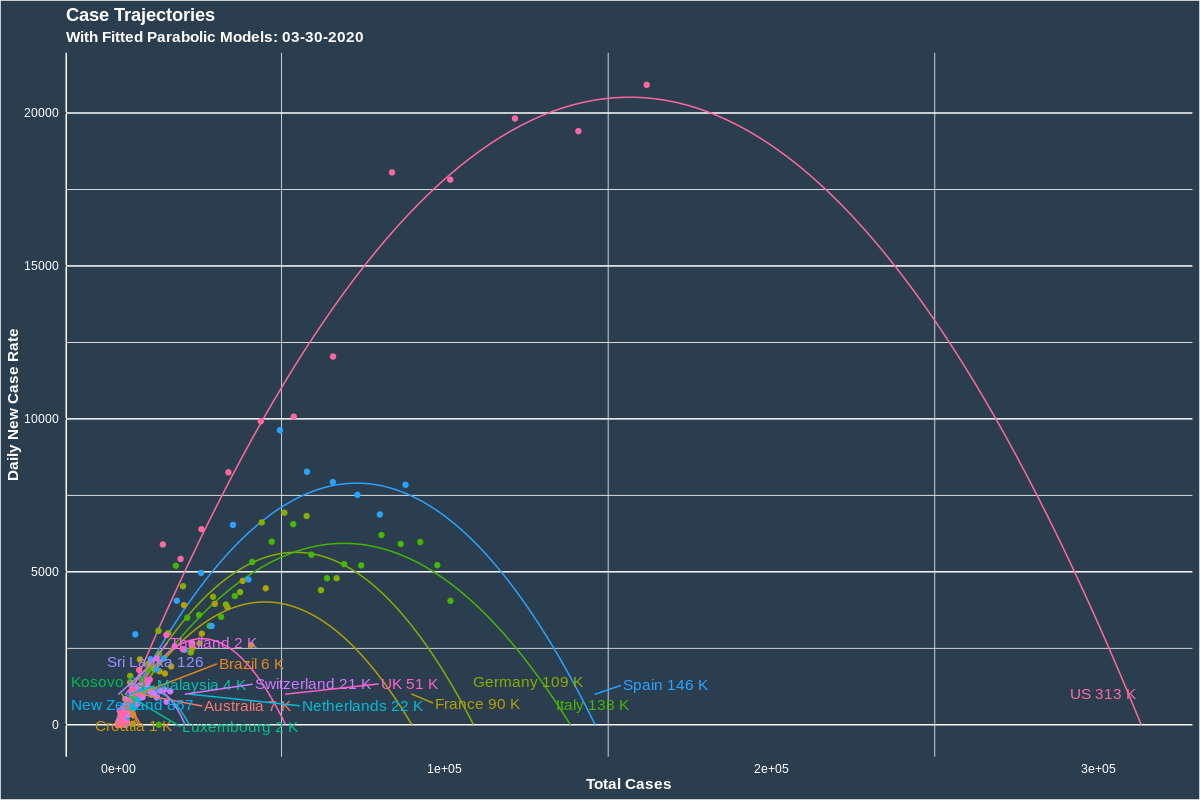 Case Trajectories
With Fitted Parabolic Models: 03-30-2020
Daily New Case Rate
20000
15000
10000
5000
0
Thailand 2 K
Sri Lanka 126
Brazil 6 K
Kosovo
Malaysia 4 K
Switzerland 21 K
UK 51 K
Germany 109 K
Spain 146 K
US 313 K
New Zealand
Australia 7 K
Netherlands 22 K
France 90 K
Italy 138 K
Croatia 1 K
Luxembourg 2 K
0e+00
1e+05
2e+05
3e+05
Total Cases